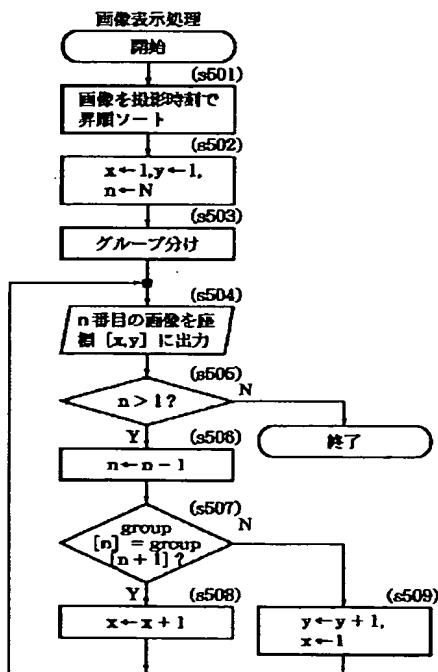 画像表示処理
開始
(s501)
画像を投影時刻で
昇順ソート
(s502)
x←1,y←1,
n←N
(s503)
グループ分け
(s504)
n番目の画像を座
標[x,y]に出力
(s505)
n>1?
N
Y
終了
(s506)
n←n-1
(s507)
group
[n]=group
[n+1]?
N
Y
(s508)
x←x+1
(s509)
y←y+1,
x←1